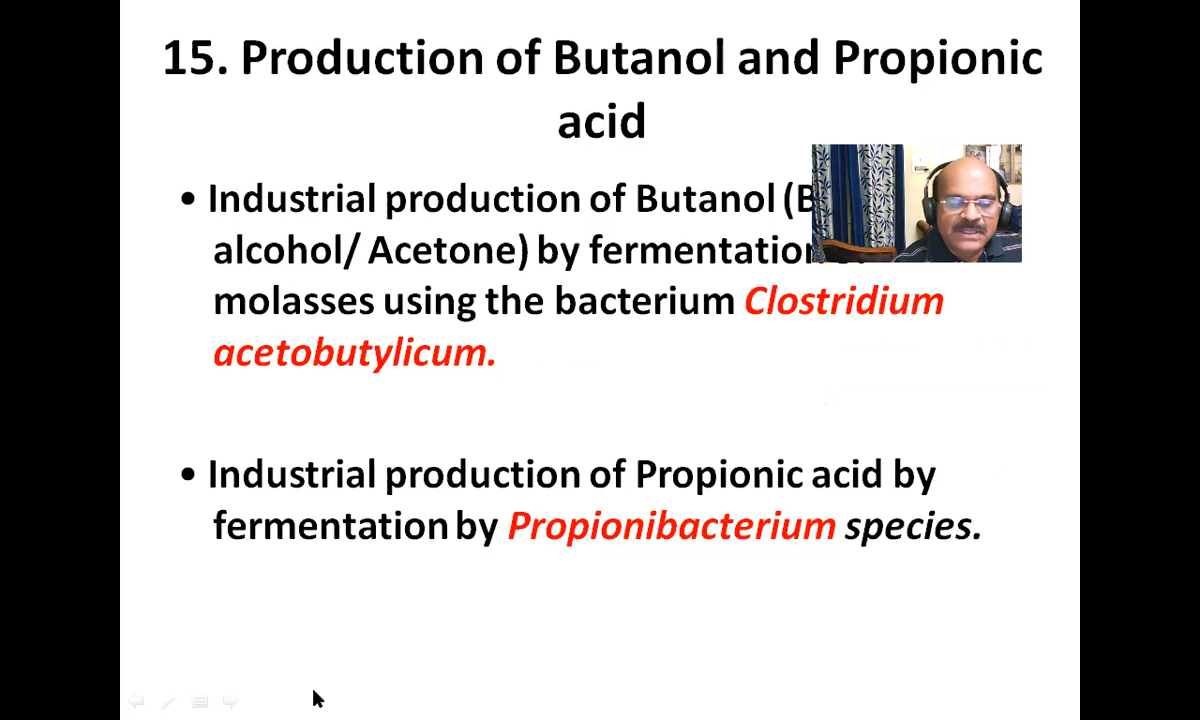 15. Production of Butanol and Propionic
acid
• Industrial production of Butanol (B
alcohol/ Acetone) by fermentation
molasses using the bacterium Clostridium
acetobutylicum.
• Industrial production of Propionic acid by
fermentation by Propionibacterium species.